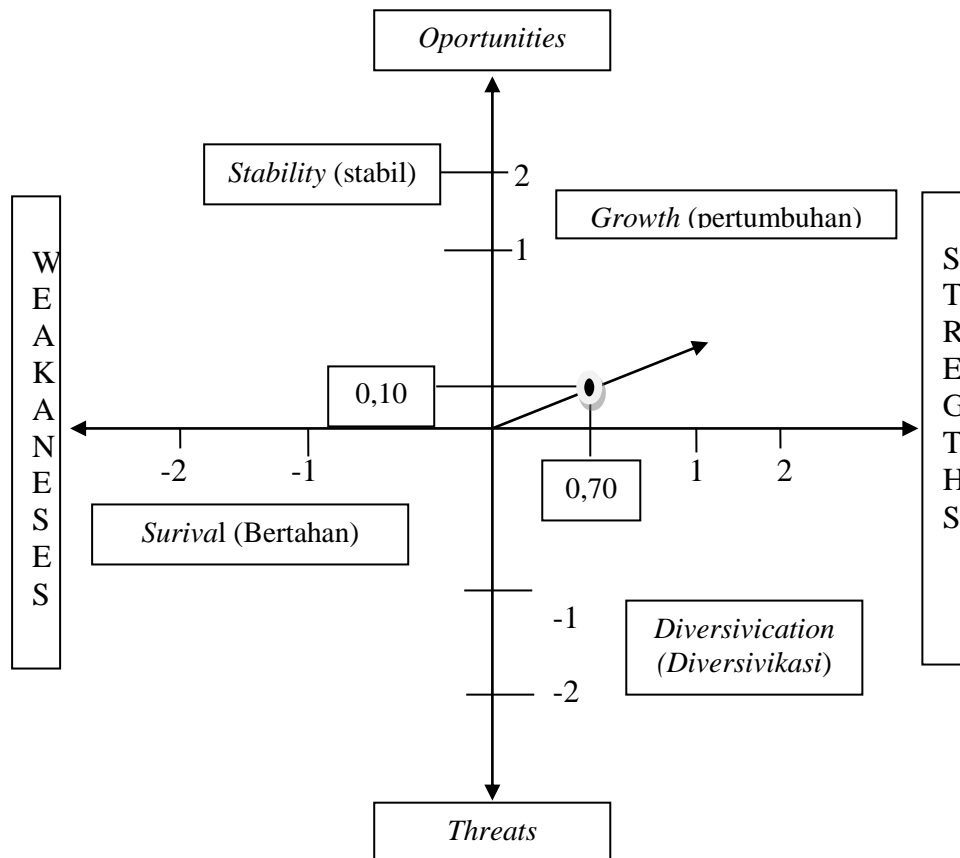 Oportunities
Stability (stabil)
2
Growth (pertumbuhan)
1
W
E
A
K
A
N
E
S
E
S
S
T
R
E
G
T
H
S
0,10
-2
-1
1
2
0,70
Surival (Bertahan)
-1
Diversivication
(Diversivikasi)
-2
Threats